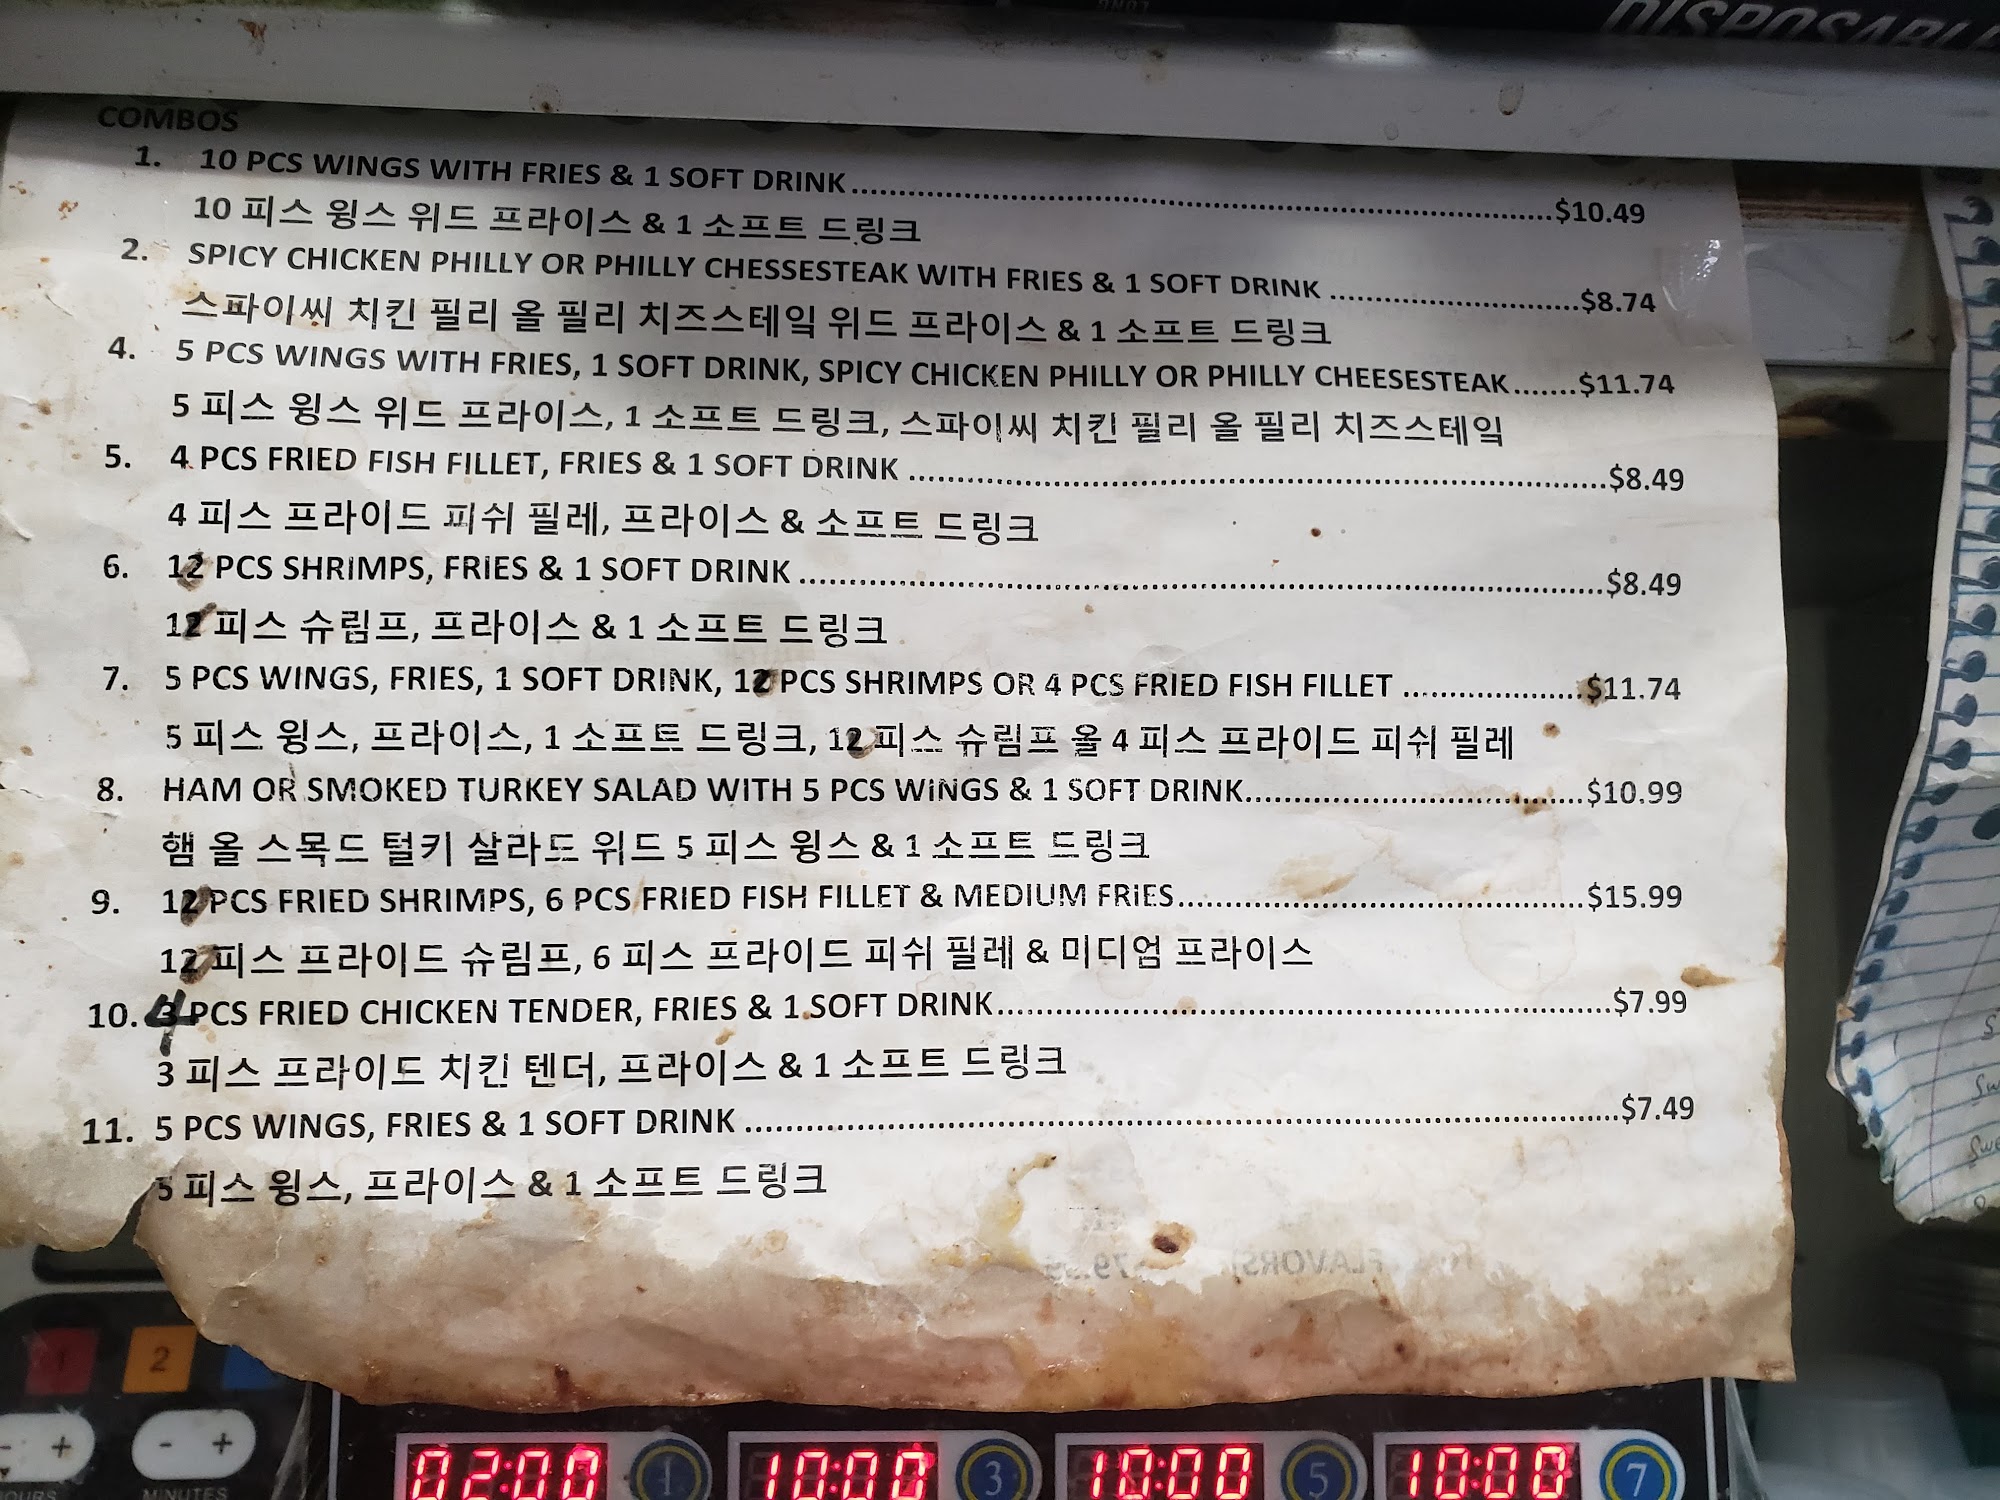 DISPOSABLE
COMBOS
1. 10 PCS WINGS WITH FRIES & 1 SOFT DRINK....................$10.49
10 피스 윙스 위드 프라이스 & 1 소프트 드링크
2. SPICY CHICKEN PHILLY OR PHILLY CHESSESTEAK WITH FRIES & 1 SOFT DRINK ....................$8.74
스파이씨 치킨 필리 올 필리 치즈스테잌 위드 프라이스 & 1 소프트 드링크
4. 5 PCS WINGS WITH FRIES, 1 SOFT DRINK, SPICY CHICKEN PHILLY OR PHILLY CHEESESTEAK.......$11.74
5 피스 윙스 위드 프라이스, 1 소프트 드링크, 스파이씨 치킨 필리 올 필리 치즈스테잌
5. 4 PCS FRIED FISH FILLET, FRIES & 1 SOFT DRINK ....................$8.49
4 피스 프라이드 피쉬 필레, 프라이스 & 소프트 드링크
6. 12 PCS SHRIMPS, FRIES & 1 SOFT DRINK ....................$8.49
12 피스 슈림프, 프라이스 & 1 소프트 드링크
7. 5 PCS WINGS, FRIES, 1 SOFT DRINK, 12 PCS SHRIMPS OR 4 PCS FRIED FISH FILLET ....................$11.74
5 피스 윙스, 프라이스, 1 소프트 드링크, 12 피스 슈림프 올 4 피스 프라이드 피쉬 필레
8. HAM OR SMOKED TURKEY SALAD WITH 5 PCS WINGS & 1 SOFT DRINK....................$10.99
햄 올 스목드 털키 살라드 위드 5 피스 윙스 & 1 소프트 드링크
9. 12 PCS FRIED SHRIMPS, 6 PCS FRIED FISH FILLET & MEDIUM FRIES....................$15.99
12 피스 프라이드 슈림프, 6 피스 프라이드 피쉬 필레 & 미디엄 프라이스
10. 4 PCS FRIED CHICKEN TENDER, FRIES & 1 SOFT DRINK....................$7.99
3 피스 프라이드 치킨 텐더, 프라이스 & 1 소프트 드링크
11. 5 PCS WINGS, FRIES & 1 SOFT DRINK ....................$7.49
5 피스 윙스, 프라이스 & 1 소프트 드링크
1 2
- + - +
MINUTES
02:00 1 10:00 3 10:00 5 10:00 7